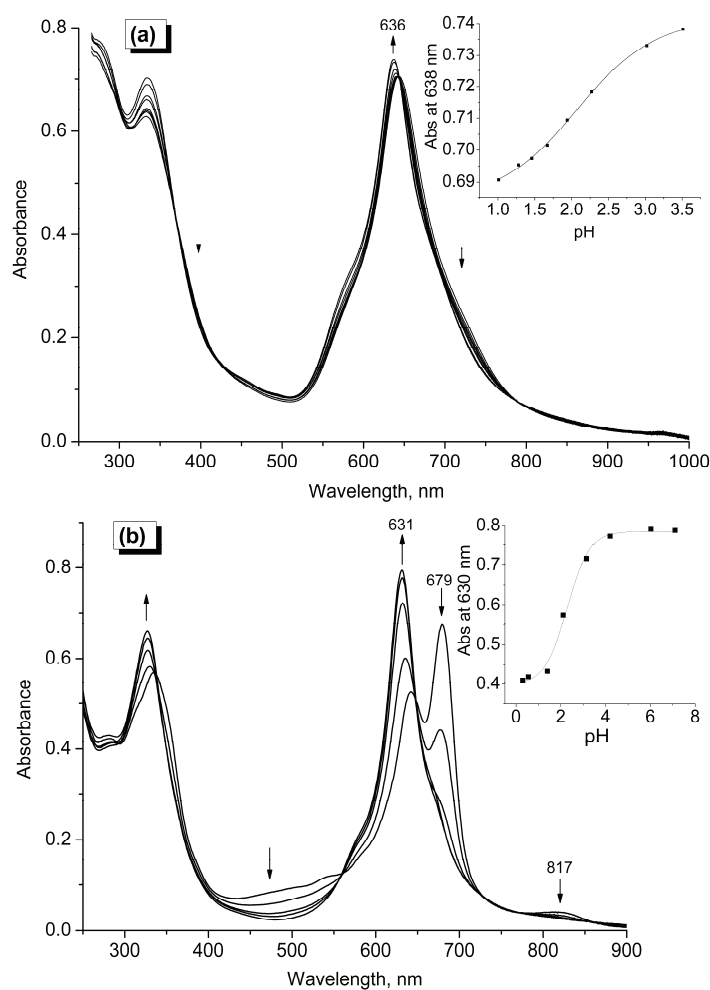 (a)
636
0.8
0.6
0.4
0.2
0.0
Absorbance
300 400 500 600 700 800 900 1000
Wavelength, nm
0.74
0.73
0.72
0.71
0.70
0.69
Abs at 638 nm
1.0 1.5 2.0 2.5 3.0 3.5
pH
(b)
631
679
817
0.8
0.6
0.4
0.2
0.0
Absorbance
300 400 500 600 700 800 900
Wavelength, nm
0.8
0.7
0.6
0.5
0.4
Abs at 630 nm
0 2 4 6 8
pH